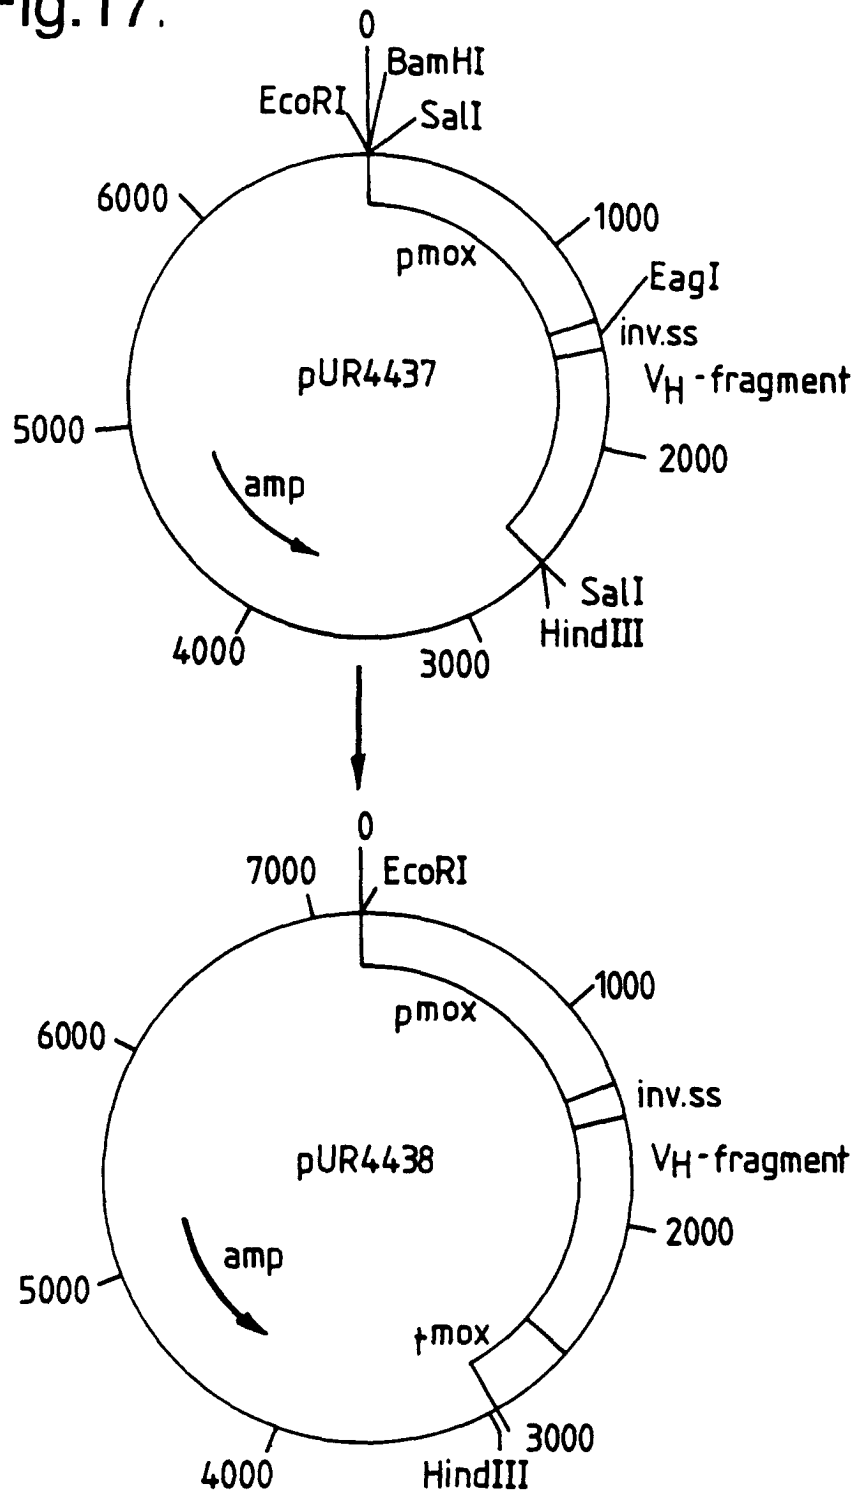 Fig. 17.
0
BamHI
EcoRI
SalI
6000
1000
pmox
EagI
inv.ss
pUR4437
VH-fragment
5000
2000
amp
SalI
HindIII
4000
3000
0
7000
EcoRI
1000
pmox
6000
inv.ss
pUR4438
VH-fragment
2000
amp
5000
tmox
3000
HindIII
4000